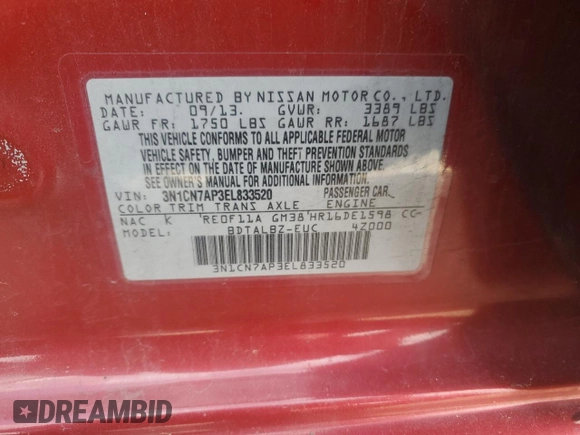 MANUFACTURED BY NISSAN MOTOR CO., LTD.
DATE: 09/13. GVWR: 3389 LBS
GAWR FR: 1750 LBS GAWR RR: 1687 LBS
THIS VEHICLE CONFORMS TO ALL APPLICABLE FEDERAL MOTOR
VEHICLE SAFETY, BUMPER AND THEFT PREVENTION STANDARDS
IN EFFECT ON THE DATE OF MANUFACTURE SHOWN ABOVE.
SEE OWNER'S MANUAL FOR ADDITIONAL INFORMATION.
VIN: 3N1CN7AP3EL833520 PASSENGER CAR
COLOR TRIM TRANS AXLE ENGINE
NAC K RE0F11A GM38 HR16DE1598 CC
MODEL: BDTALBZ-EUC 4Z000
3N1CN7AP3EL833520
DREAMBID